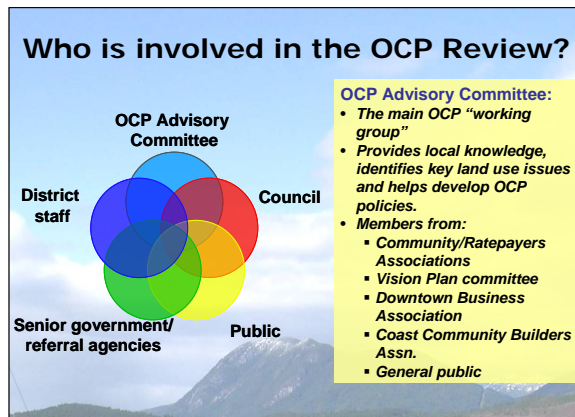 Who is involved in the OCP Review?
OCP Advisory
Committee
District
staff
Council
Senior government/
referral agencies
Public
OCP Advisory Committee:
• The main OCP “working
group”
• Provides local knowledge,
identifies key land use issues
and helps develop OCP
policies.
• Members from:
▪ Community/Ratepayers
Associations
▪ Vision Plan committee
▪ Downtown Business
Association
▪ Coast Community Builders
Assn.
▪ General public